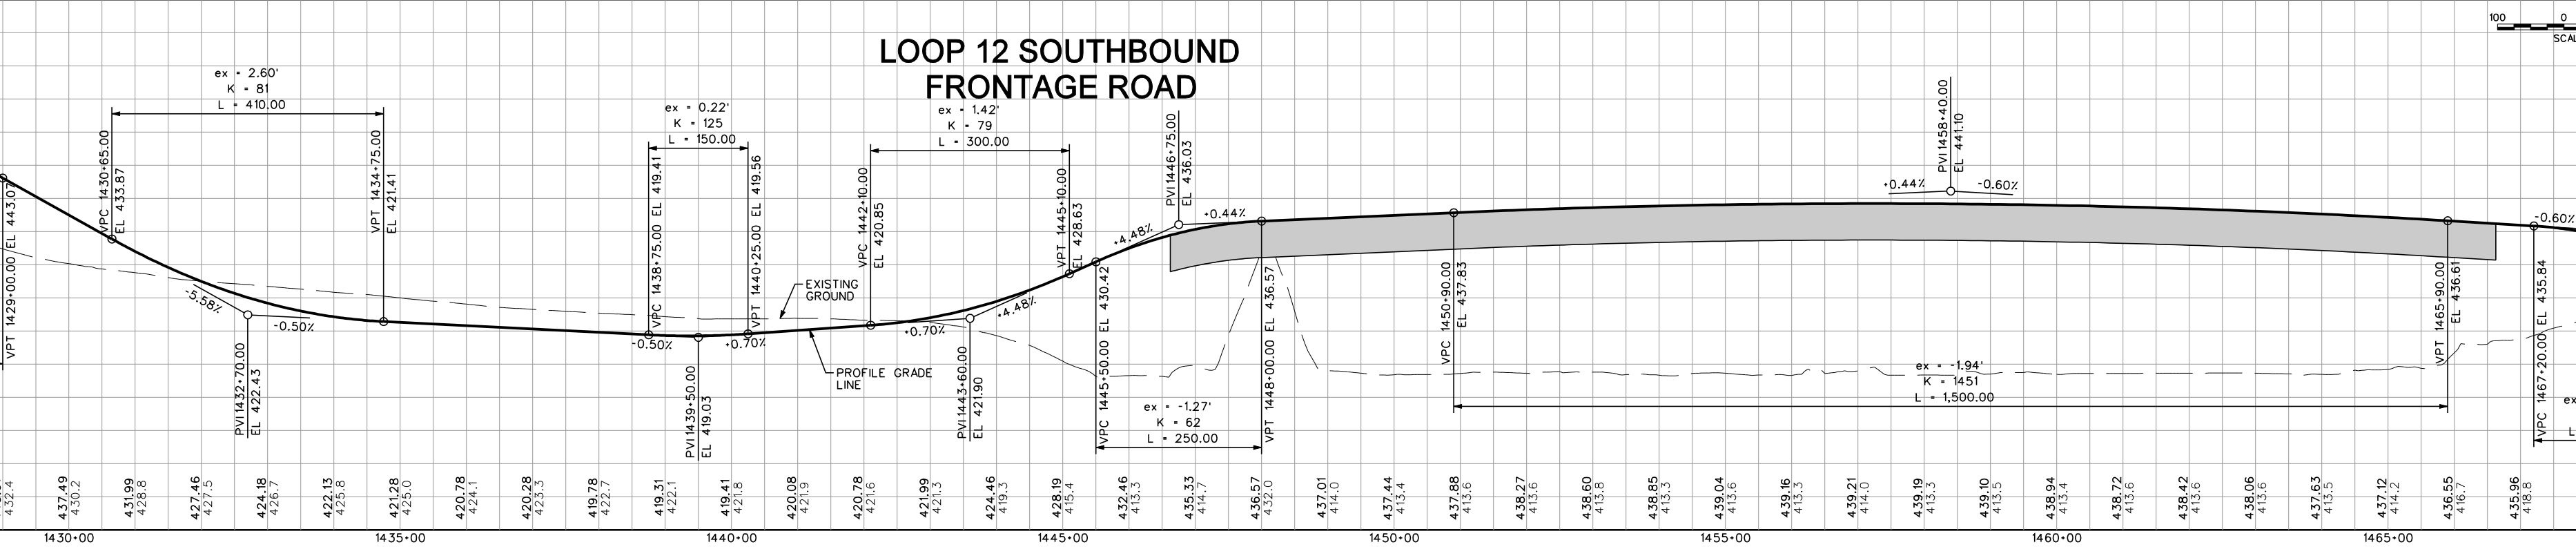 LOOP 12 SOUTHBOUND
FRONTAGE ROAD
100 0
SCAL
ex = 2.60'
K = 81
L = 410.00
ex = 0.22'
K = 125
L = 150.00
ex = 1.42'
K = 79
L = 300.00
VPT 1429+00.00 EL 443.07
VPC 1430+65.00
EL 433.87
-5.58%
-0.50%
PVI 1432+70.00
EL 422.43
VPT 1434+75.00
EL 421.41
VPC 1438+75.00 EL 419.41
-0.50%
PVI 1439+50.00
EL 419.03
+0.70%
VPT 1440+25.00 EL 419.56
EXISTING
GROUND
PROFILE GRADE
LINE
VPC 1442+10.00
EL 420.85
+0.70%
PVI 1443+60.00
EL 421.90
+4.48%
VPT 1445+10.00
EL 428.63
VPC 1445+50.00 EL 430.42
+4.48%
PVI 1446+75.00
EL 436.03
+0.44%
ex = -1.27'
K = 62
L = 250.00
VPT 1448+00.00 EL 436.57
VPC 1450+90.00
EL 437.83
+0.44%
PVI 1458+40.00
EL 441.10
-0.60%
ex = -1.94'
K = 1451
L = 1,500.00
VPT 1465+90.00
EL 436.61
-0.60%
VPC 1467+20.00 EL 435.84
ex
L
432.4
437.49
430.2
431.99
428.8
427.46
427.5
424.18
426.7
422.13
425.8
421.28
425.0
420.78
424.1
420.28
423.3
419.78
422.7
419.31
422.1
419.41
421.8
420.08
421.9
420.78
421.6
421.99
421.3
424.46
419.3
428.19
415.4
432.46
413.3
435.33
414.7
436.57
432.0
437.01
414.0
437.44
413.4
437.88
413.6
438.27
413.6
438.60
413.8
438.85
413.3
439.04
413.6
439.16
413.3
439.21
414.0
439.19
413.3
439.10
413.5
438.94
413.4
438.72
413.6
438.42
413.6
438.06
413.6
437.63
413.5
437.12
414.2
436.55
416.7
435.96
418.8
1430+00
1435+00
1440+00
1445+00
1450+00
1455+00
1460+00
1465+00